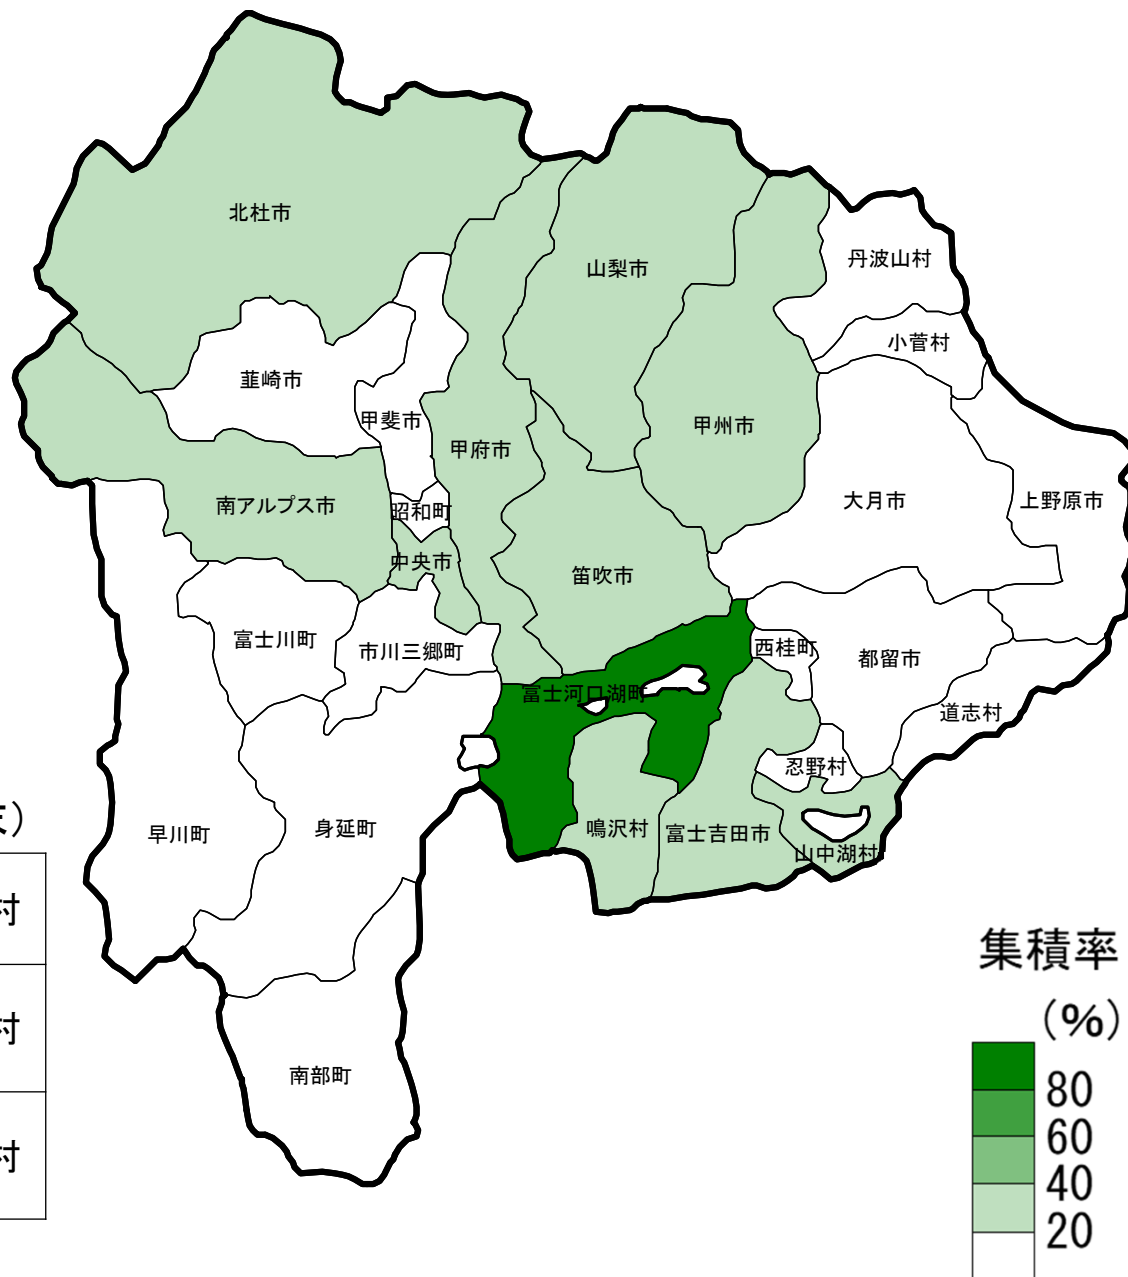 北杜市
山梨市
丹波山村
小菅村
韮崎市
甲斐市
甲府市
甲州市
大月市
上野原市
南アルプス市
昭和町
中央市
笛吹市
富士川町
市川三郷町
西桂町
都留市
富士河口湖町
道志村
忍野村
早川町
身延町
鳴沢村
富士吉田市
山中湖村
南部町
)
村
村
村
集積率
(%)
80
60
40
20